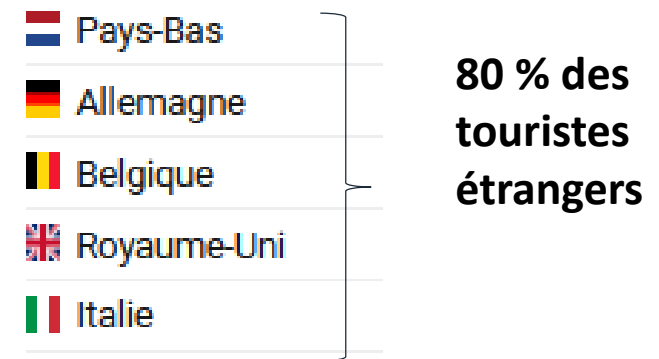 Pays-Bas
Allemagne
Belgique
Royaume-Uni
Italie
80 % des
touristes
étrangers